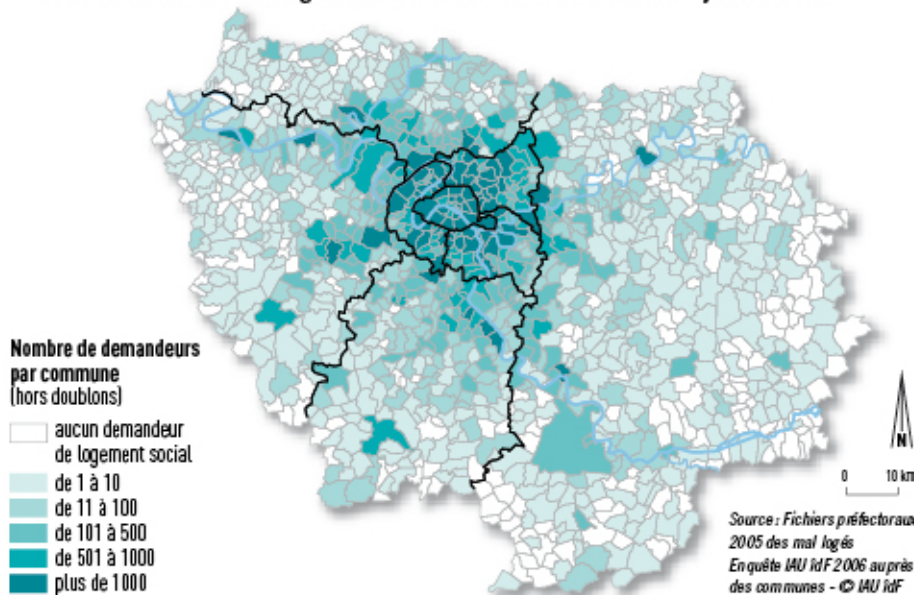 Nombre de demandeurs
par commune
(hors doublons)
aucun demandeur
de logement social
de 1 à 10
de 11 à 100
de 101 à 500
de 501 à 1000
plus de 1000
N
0 10 km
Source : Fichiers préfectoraux
2005 des mal logés
Enquête IAU îdF 2006 auprès
des communes - © IAU îdF